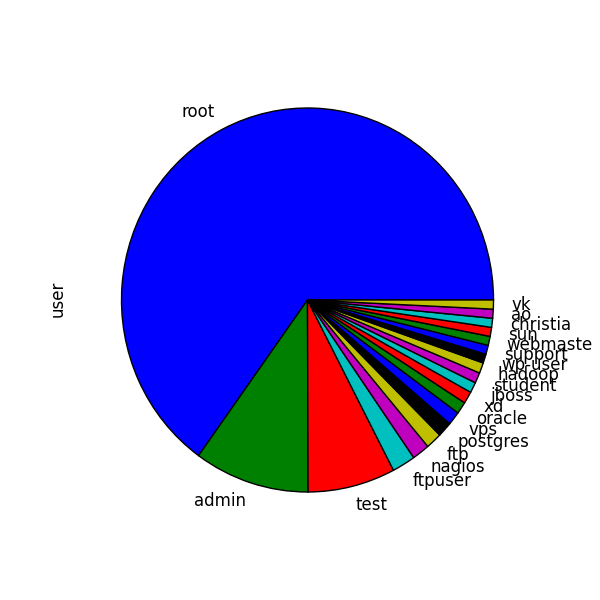 root
user
vk
ao
christia
sun
webmaste
support
wp-user
hadoop
student
jboss
xd
oracle
vps
postgres
ftp
nagios
ftpuser
test
admin